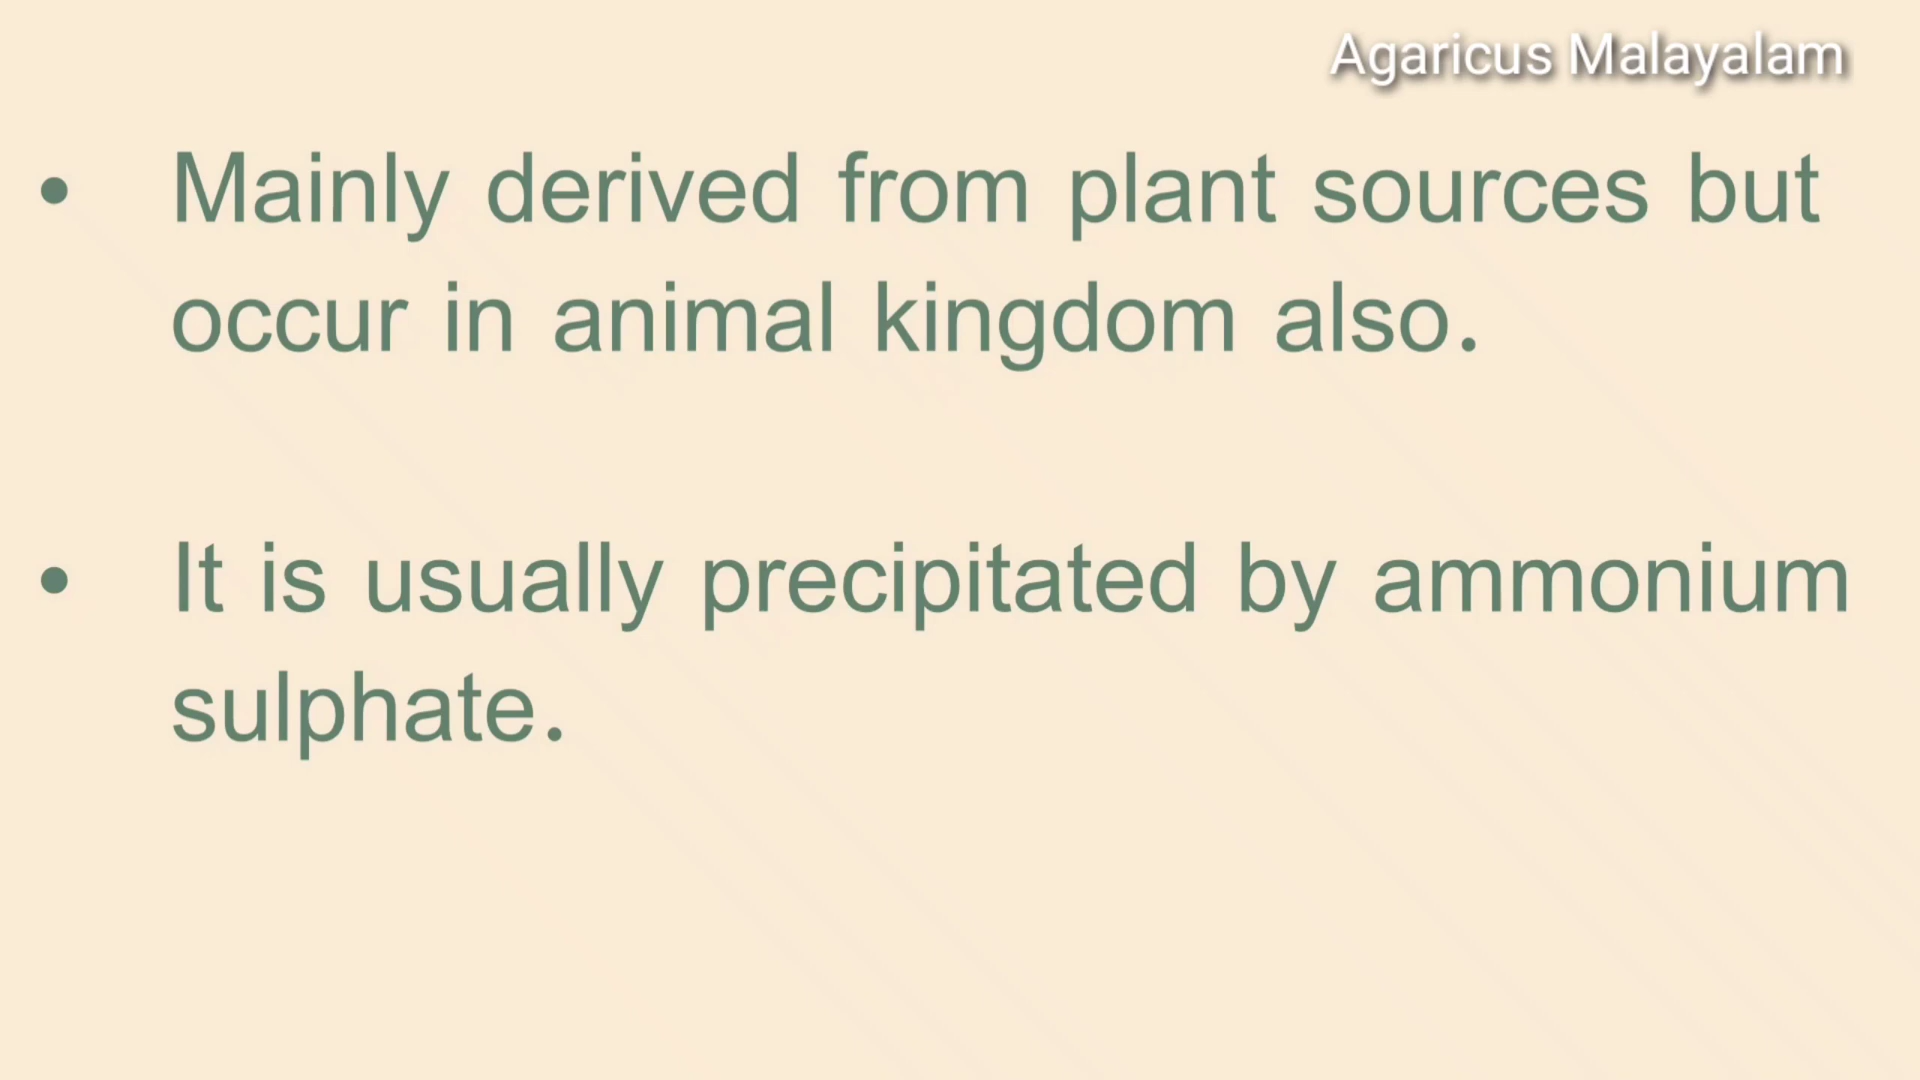 Agaricus Malayalam
• Mainly derived from plant sources but
occur in animal kingdom also.
• It is usually precipitated by ammonium
sulphate.